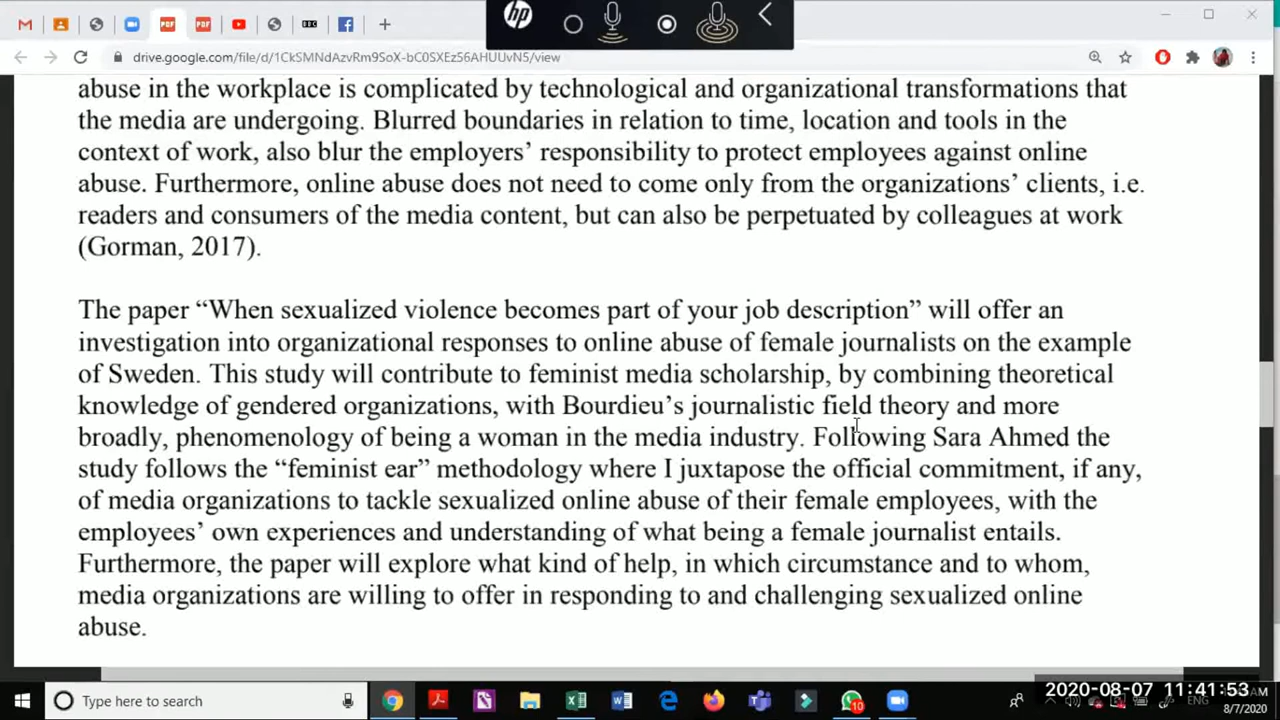 hp
drive.google.com/file/d/1CkSMNdAzvRm9SoX-bC0SXEz56AHUUvN5/view
abuse in the workplace is complicated by technological and organizational transformations that
the media are undergoing. Blurred boundaries in relation to time, location and tools in the
context of work, also blur the employers’ responsibility to protect employees against online
abuse. Furthermore, online abuse does not need to come only from the organizations’ clients, i.e.
readers and consumers of the media content, but can also be perpetuated by colleagues at work
(Gorman, 2017).
The paper “When sexualized violence becomes part of your job description” will offer an
investigation into organizational responses to online abuse of female journalists on the example
of Sweden. This study will contribute to feminist media scholarship, by combining theoretical
knowledge of gendered organizations, with Bourdieu’s journalistic field theory and more
broadly, phenomenology of being a woman in the media industry. Following Sara Ahmed the
study follows the “feminist ear” methodology where I juxtapose the official commitment, if any,
of media organizations to tackle sexualized online abuse of their female employees, with the
employees’ own experiences and understanding of what being a female journalist entails.
Furthermore, the paper will explore what kind of help, in which circumstance and to whom,
media organizations are willing to offer in responding to and challenging sexualized online
abuse.
Type here to search
10
2020-08-07 11:41:53
ENG
8/7/2020